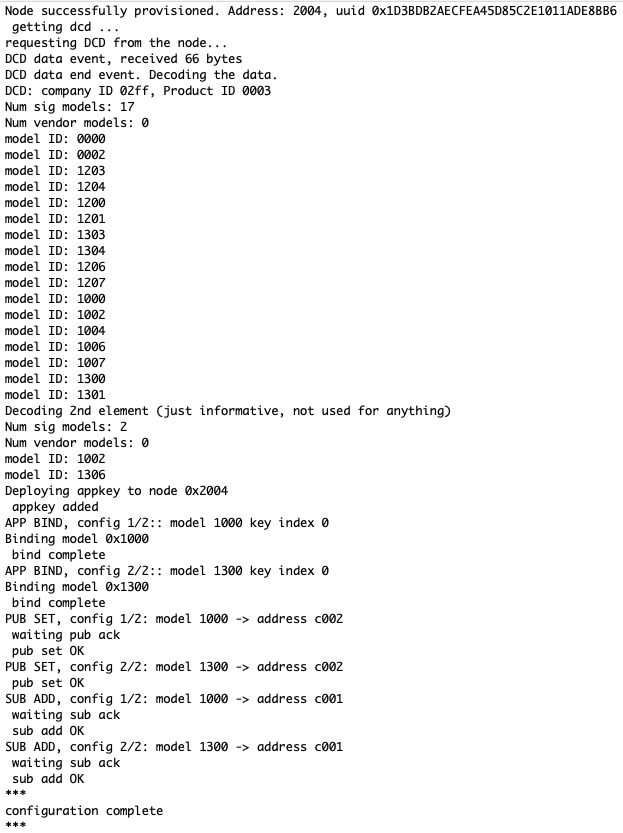 Node successfully provisioned. Address: 2004, uuid 0x1D3BDB2AECFEA45D85C2E1011ADE8BB6
getting dcd ...
requesting DCD from the node...
DCD data event, received 66 bytes
DCD data end event. Decoding the data.
DCD: company ID 02ff, Product ID 0003
Num sig models: 17
Num vendor models: 0
model ID: 0000
model ID: 0002
model ID: 1203
model ID: 1204
model ID: 1200
model ID: 1201
model ID: 1303
model ID: 1304
model ID: 1206
model ID: 1207
model ID: 1000
model ID: 1002
model ID: 1004
model ID: 1006
model ID: 1007
model ID: 1300
model ID: 1301
Decoding 2nd element (just informative, not used for anything)
Num sig models: 2
Num vendor models: 0
model ID: 1002
model ID: 1306
Deploying appkey to node 0x2004
appkey added
APP BIND, config 1/2:: model 1000 key index 0
Binding model 0x1000
bind complete
APP BIND, config 2/2:: model 1300 key index 0
Binding model 0x1300
bind complete
PUB SET, config 1/2: model 1000 -> address c002
waiting pub ack
pub set OK
PUB SET, config 2/2: model 1300 -> address c002
pub set OK
SUB ADD, config 1/2: model 1000 -> address c001
waiting sub ack
sub add OK
SUB ADD, config 2/2: model 1300 -> address c001
waiting sub ack
sub add OK
***
configuration complete
***